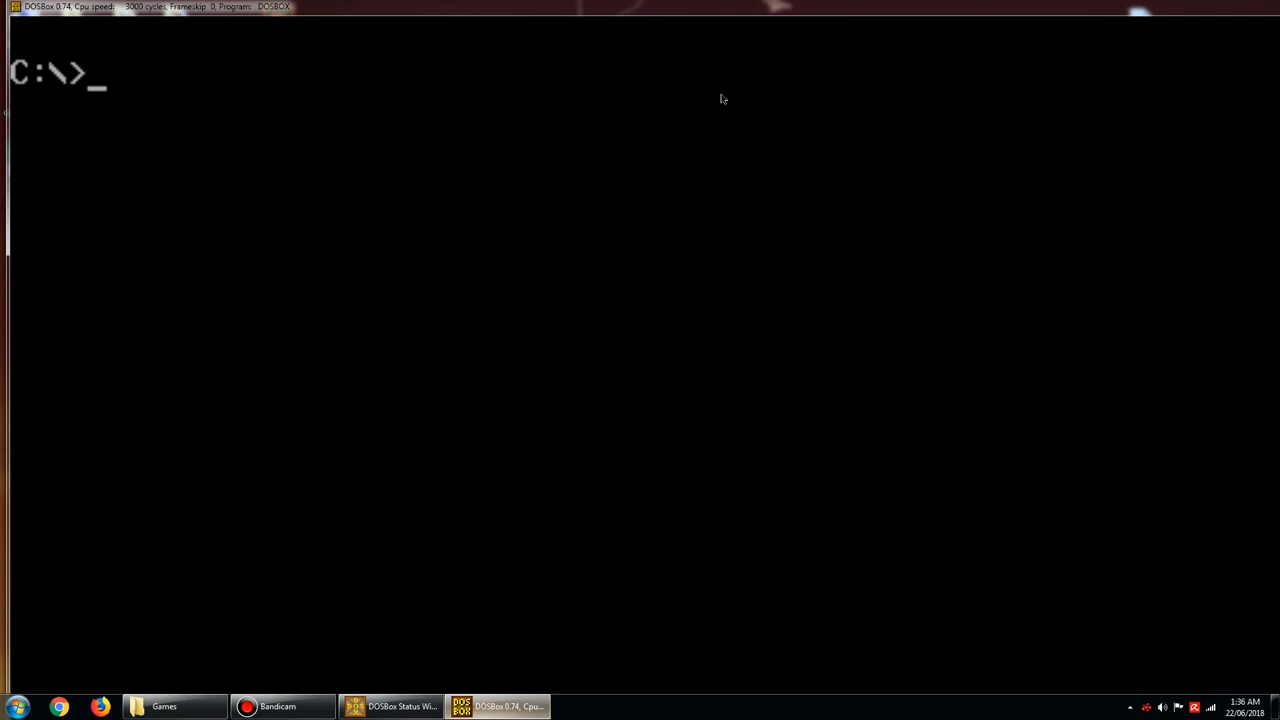 DOSBox 0.74, Cpu speed: 3000 cycles, Frameskip 0, Program: DOSBOX
C:\>_
Games
Bandicam
DOSBox Status Wi...
DOSBox 0.74, Cpu...
1:36 AM
22/06/2018